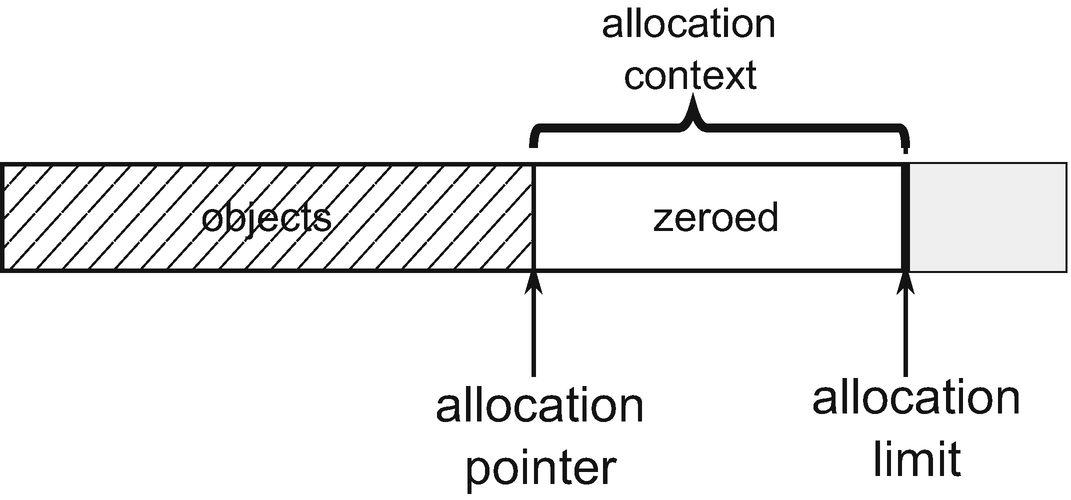 allocation
context
objects
zeroed
allocation
pointer
allocation
limit